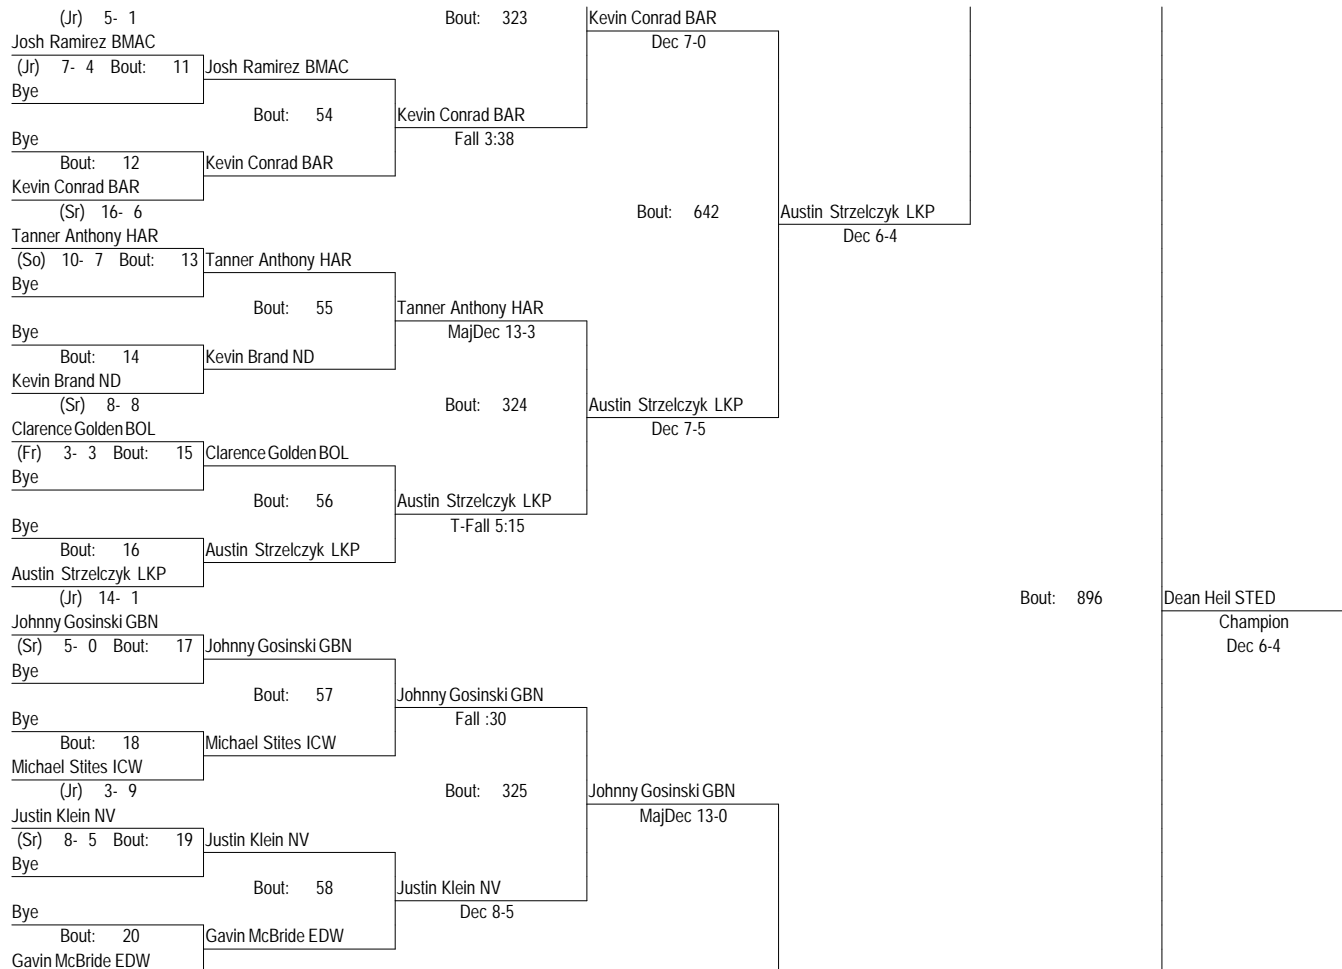 (Jr) 5- 1 Bout: 323 Kevin Conrad BAR
Josh Ramirez BMAC Dec 7-0
(Jr) 7- 4 Bout: 11 Josh Ramirez BMAC
Bye
Bout: 54 Kevin Conrad BAR
Bye Fall 3:38
Bout: 12 Kevin Conrad BAR
Kevin Conrad BAR
(Sr) 16- 6 Bout: 642 Austin Strzelczyk LKP
Tanner Anthony HAR Dec 6-4
(So) 10- 7 Bout: 13 Tanner Anthony HAR
Bye
Bout: 55 Tanner Anthony HAR
Bye MajDec 13-3
Bout: 14 Kevin Brand ND
Kevin Brand ND
(Sr) 8- 8 Bout: 324 Austin Strzelczyk LKP
Clarence Golden BOL Dec 7-5
(Fr) 3- 3 Bout: 15 Clarence Golden BOL
Bye
Bout: 56 Austin Strzelczyk LKP
Bye T-Fall 5:15
Bout: 16 Austin Strzelczyk LKP
Austin Strzelczyk LKP
(Jr) 14- 1 Bout: 896 Dean Heil STED
Johnny Gosinski GBN Champion
(Sr) 5- 0 Bout: 17 Johnny Gosinski GBN Dec 6-4
Bye
Bout: 57 Johnny Gosinski GBN
Bye Fall :30
Bout: 18 Michael Stites ICW
Michael Stites ICW
(Jr) 3- 9 Bout: 325 Johnny Gosinski GBN
Justin Klein NV MajDec 13-0
(Sr) 8- 5 Bout: 19 Justin Klein NV
Bye
Bout: 58 Justin Klein NV
Bye Dec 8-5
Bout: 20 Gavin McBride EDW
Gavin McBride EDW